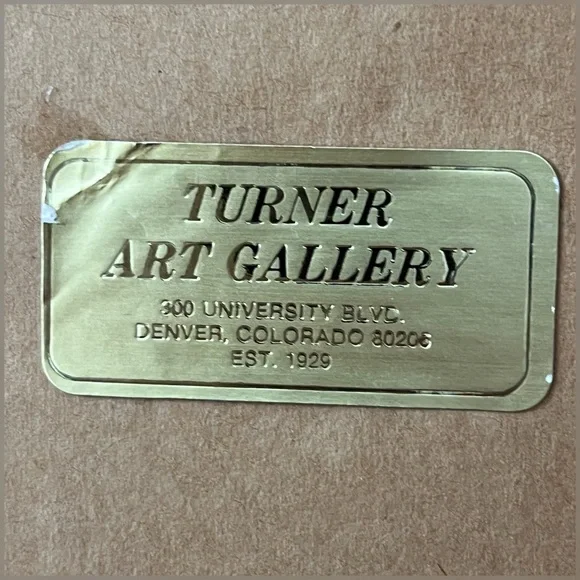 TURNER
ART GALLERY
300 UNIVERSITY BLVD.
DENVER, COLORADO 80206
EST. 1929